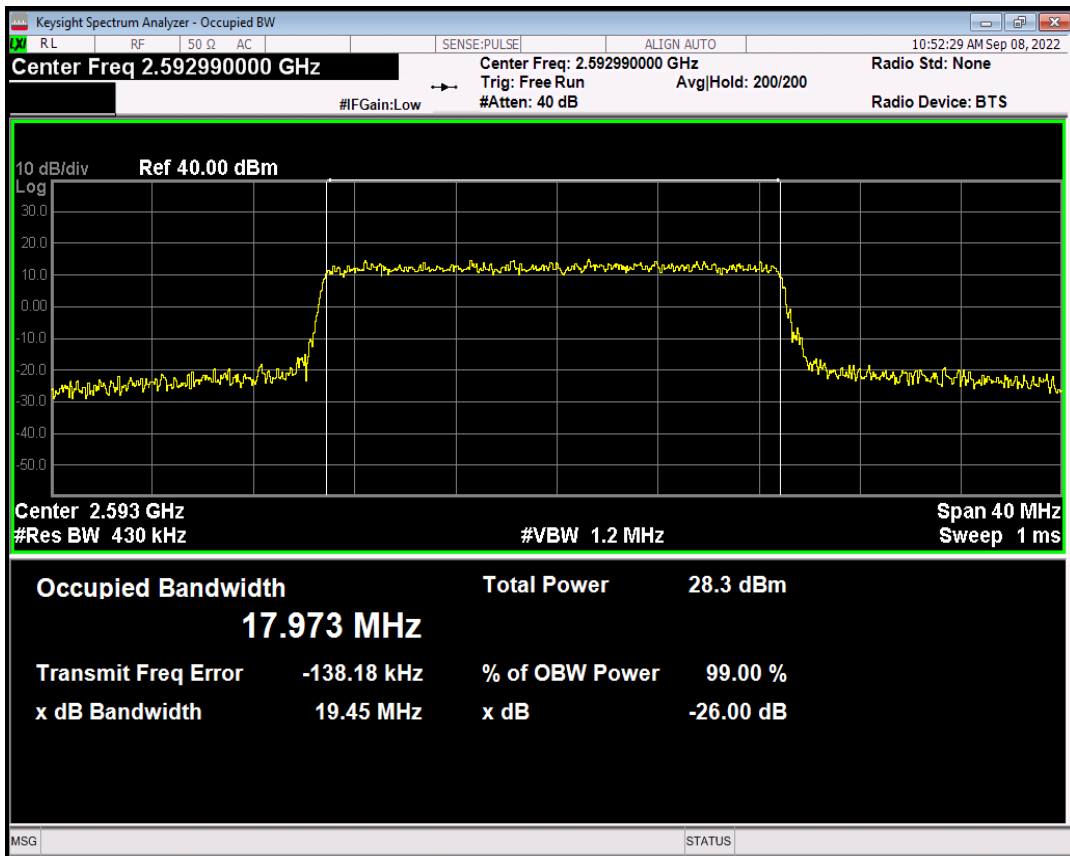 Keysight Spectrum Analyzer - Occupied BW
LXI RL RF 50 Ω AC SENSE:PULSE ALIGN AUTO 10:52:29 AM Sep 08, 2022
Center Freq 2.592990000 GHz Center Freq: 2.592990000 GHz Radio Std: None
Trig: Free Run Avg|Hold: 200/200
#IFGain:Low #Atten: 40 dB Radio Device: BTS
10 dB/div Ref 40.00 dBm
Log
30.0
20.0
10.0
0.00
-10.0
-20.0
-30.0
-40.0
-50.0
Center 2.593 GHz Span 40 MHz
#Res BW 430 kHz #VBW 1.2 MHz Sweep 1 ms
Occupied Bandwidth Total Power 28.3 dBm
17.973 MHz
Transmit Freq Error -138.18 kHz % of OBW Power 99.00 %
x dB Bandwidth 19.45 MHz x dB -26.00 dB
MSG STATUS